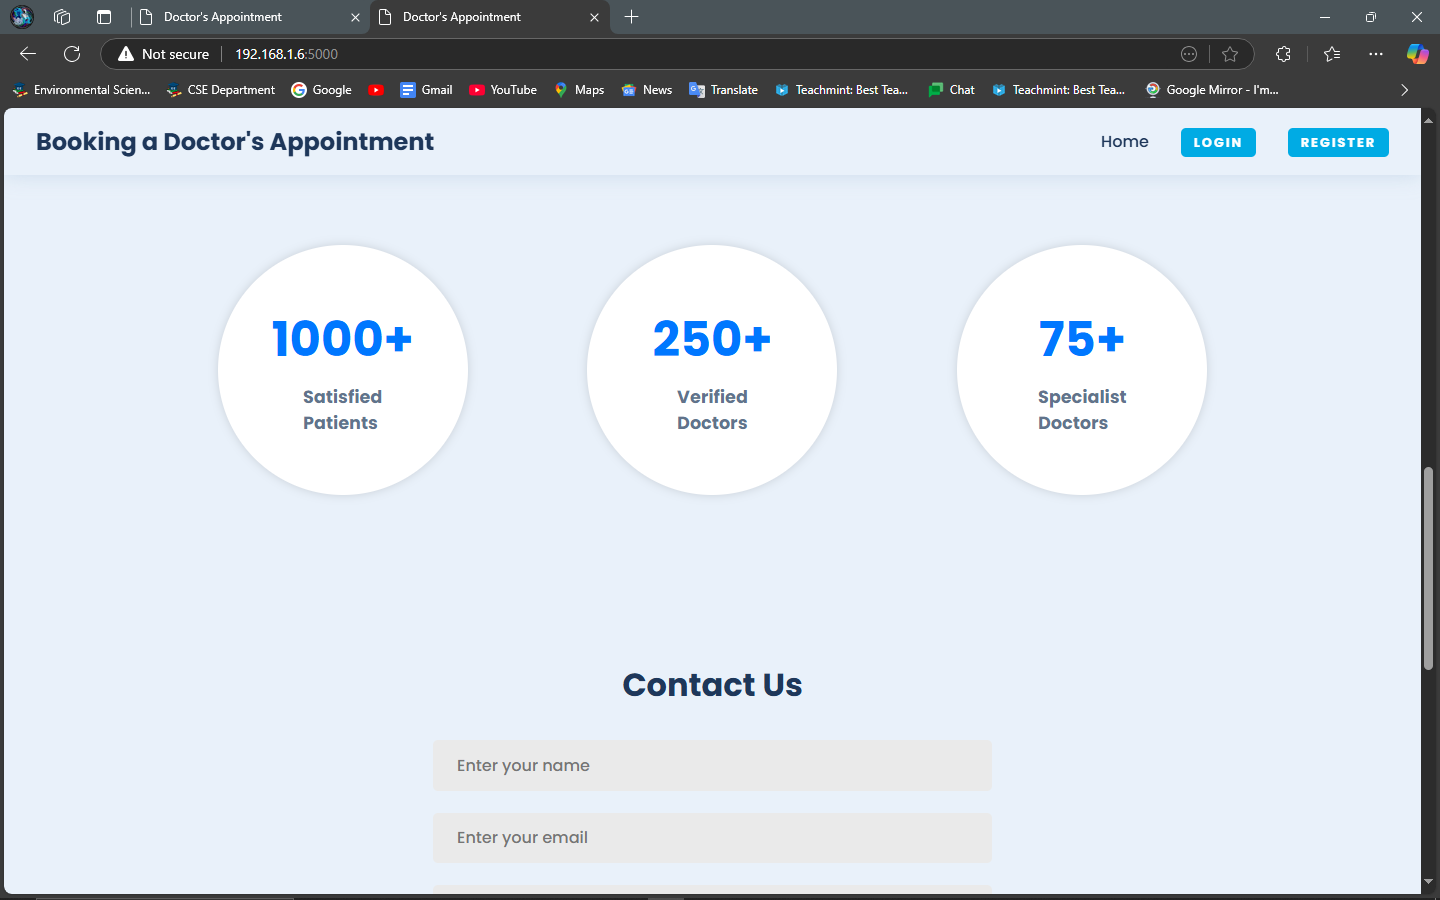 Doctor's Appointment
Doctor's Appointment
Not secure
192.168.1.6:5000
Environmental Scien...
CSE Department
Google
Gmail
YouTube
Maps
News
Translate
Teachmint: Best Tea...
Chat
Teachmint: Best Tea...
Google Mirror - I'm...
Booking a Doctor's Appointment
Home
LOGIN
REGISTER
1000+
Satisfied
Patients
250+
Verified
Doctors
75+
Specialist
Doctors
Contact Us
Enter your name
Enter your email